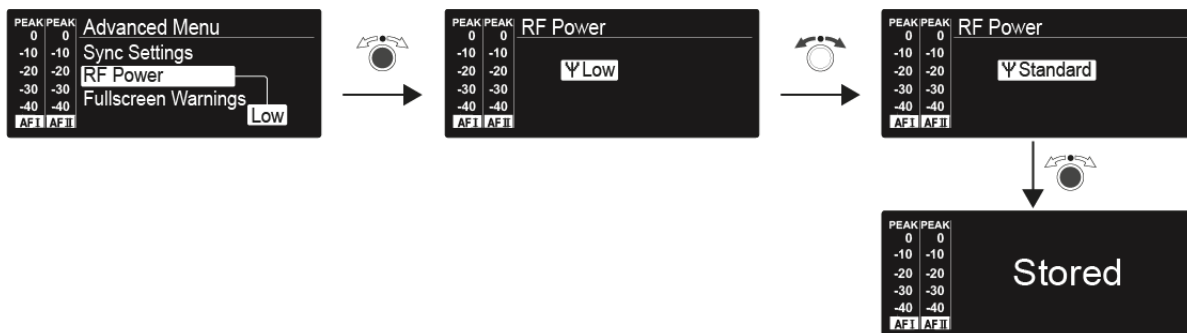 PEAK PEAK Advanced Menu
0 0
-10 -10 Sync Settings
-20 -20 RF Power
-30 -30 Fullscreen Warnings
-40 -40 Low
AF I AF II
PEAK PEAK RF Power
0 0
-10 -10
-20 -20 Low
-30 -30
-40 -40
AF I AF II
PEAK PEAK RF Power
0 0
-10 -10
-20 -20 Standard
-30 -30
-40 -40
AF I AF II
PEAK PEAK
0 0
-10 -10
-20 -20 Stored
-30 -30
-40 -40
AF I AF II